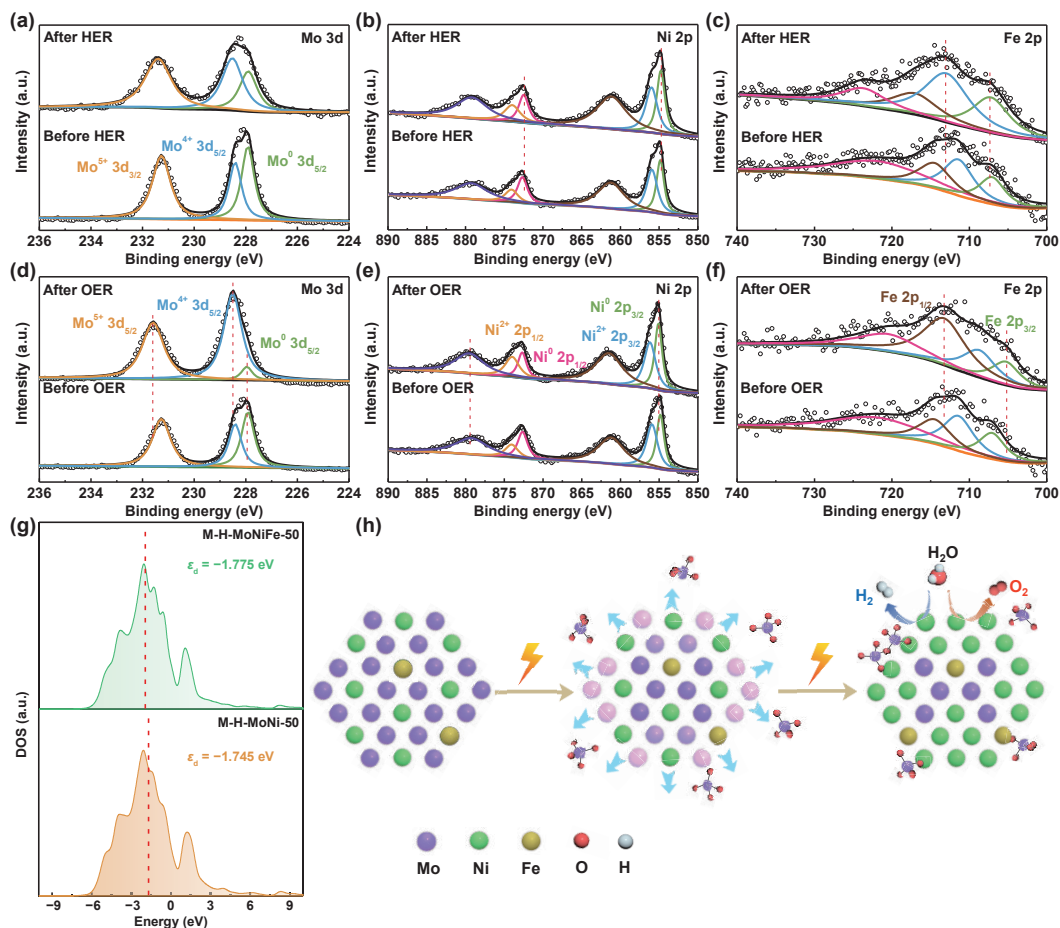 (a)
After HER
Mo 3d
Before HER
Mo⁵⁺ 3d₃/₂
Mo⁴⁺ 3d₅/₂
Mo⁰ 3d₅/₂
Intensity (a.u.)
236 234 232 230 228 226 224
Binding energy (eV)
(b)
After HER
Ni 2p
Before HER
Intensity (a.u.)
890 880 870 860 850
Binding energy (eV)
(c)
After HER
Fe 2p
Before HER
Intensity (a.u.)
740 730 720 710 700
Binding energy (eV)
(d)
After OER
Mo 3d
Mo⁵⁺ 3d₅/₂
Mo⁴⁺ 3d₅/₂
Mo⁰ 3d₅/₂
Before OER
Intensity (a.u.)
236 234 232 230 228 226 224
Binding energy (eV)
(e)
After OER
Ni 2p
Ni²⁺ 2p₁/₂
Ni⁰ 2p₁/₂
Ni⁰ 2p₃/₂
Ni²⁺ 2p₃/₂
Before OER
Intensity (a.u.)
890 880 870 860 850
Binding energy (eV)
(f)
After OER
Fe 2p
Fe 2p₁/₂
Fe 2p₃/₂
Before OER
Intensity (a.u.)
740 730 720 710 700
Binding energy (eV)
(g)
M-H-MoNiFe-50
εd = −1.775 eV
M-H-MoNi-50
εd = −1.745 eV
DOS (a.u.)
−9 −6 −3 0 3 6 9
Energy (eV)
(h)
H₂O
H₂
O₂
Mo Ni Fe O H